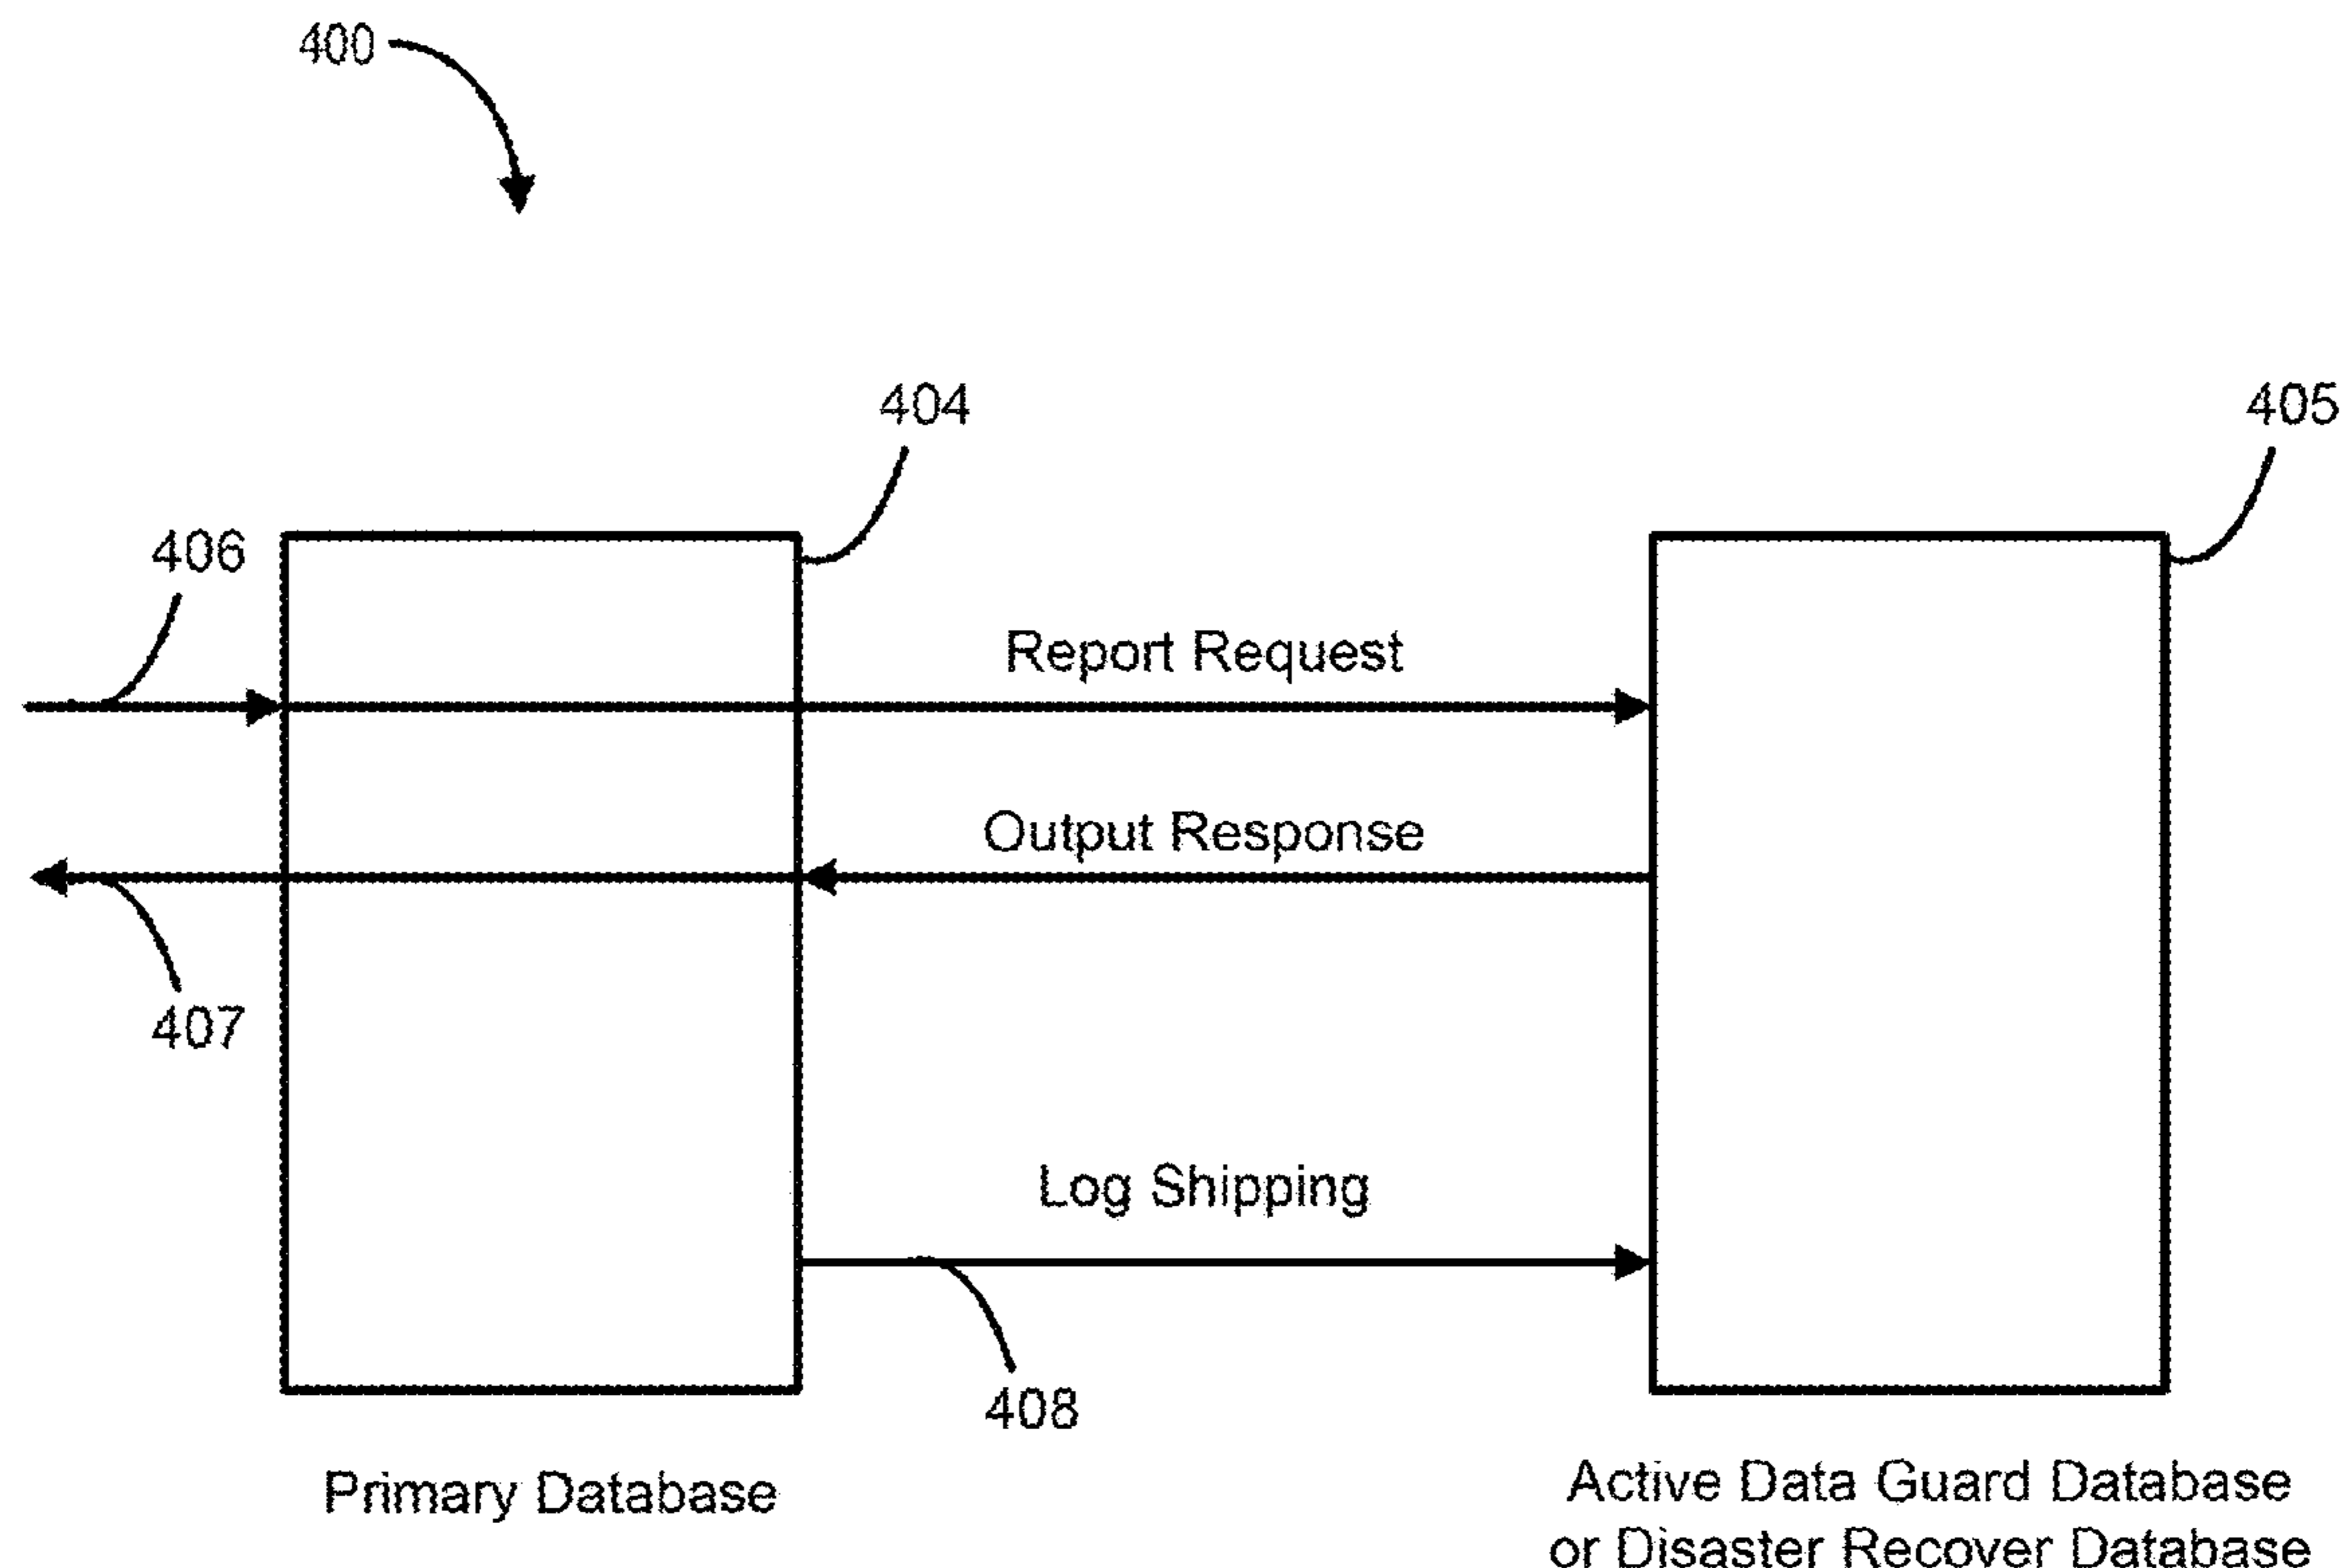 400
404
405
406
Report Request
Output Response
407
Log Shipping
408
Primary Database
Active Data Guard Database
or Disaster Recover Database